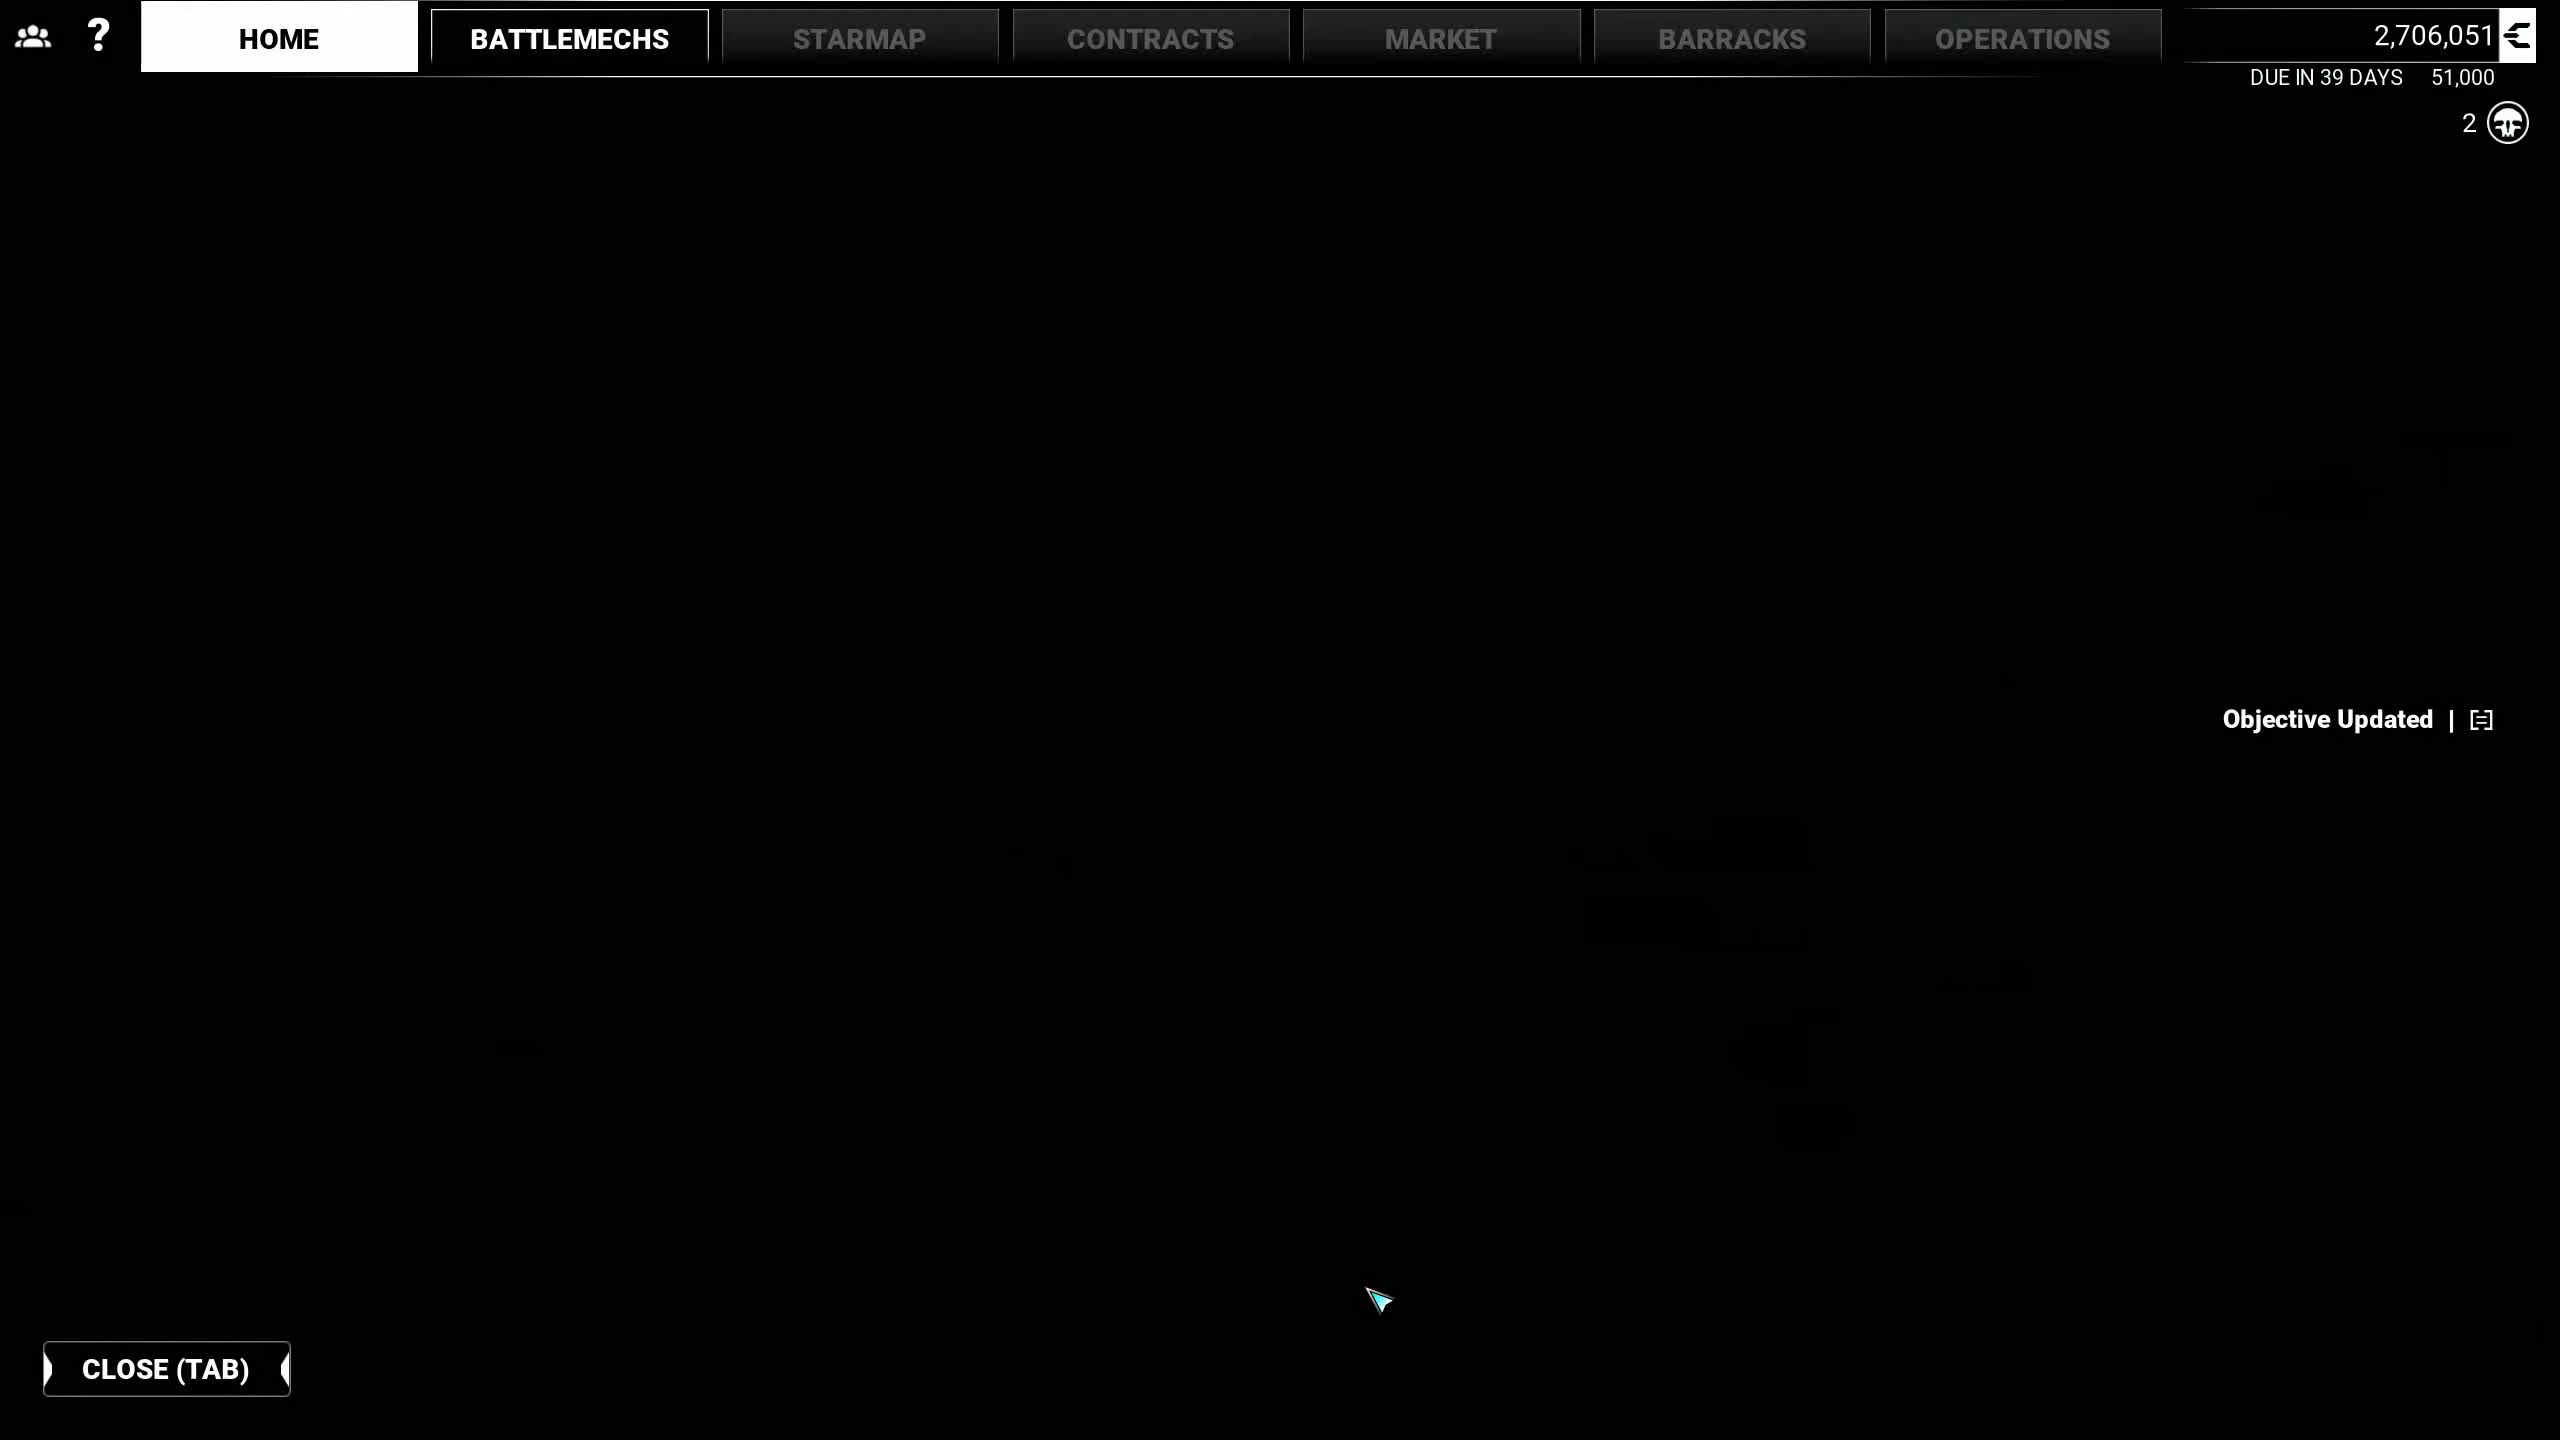 ?
HOME
BATTLEMECHS
STARMAP
CONTRACTS
MARKET
BARRACKS
OPERATIONS
2,706,051
DUE IN 39 DAYS 51,000
2
Objective Updated |
CLOSE (TAB)